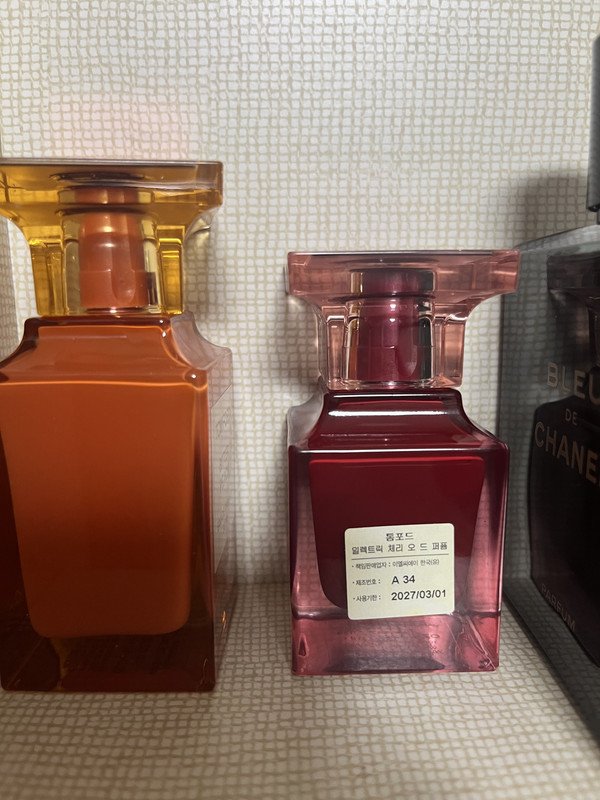 톰포드
일렉트릭 체리 오 드 퍼퓸
· 책임판매업자 : 이엘씨에이 한국(유)
· 제조번호 : A 34
· 사용기한 : 2027/03/01
BLEU
DE
CHANEL
PARFUM